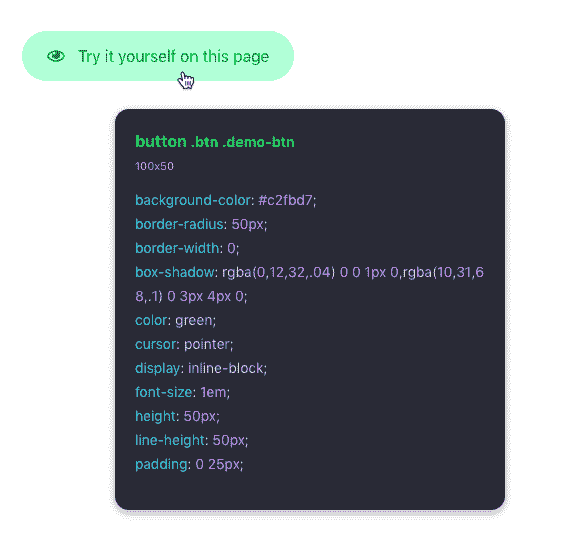 Try it yourself on this page
button .btn .demo-btn
100x50
background-color: #c2fbd7;
border-radius: 50px;
border-width: 0;
box-shadow: rgba(0,12,32,.04) 0 0 1px 0,rgba(10,31,6
8,.1) 0 3px 4px 0;
color: green;
cursor: pointer;
display: inline-block;
font-size: 1em;
height: 50px;
line-height: 50px;
padding: 0 25px;